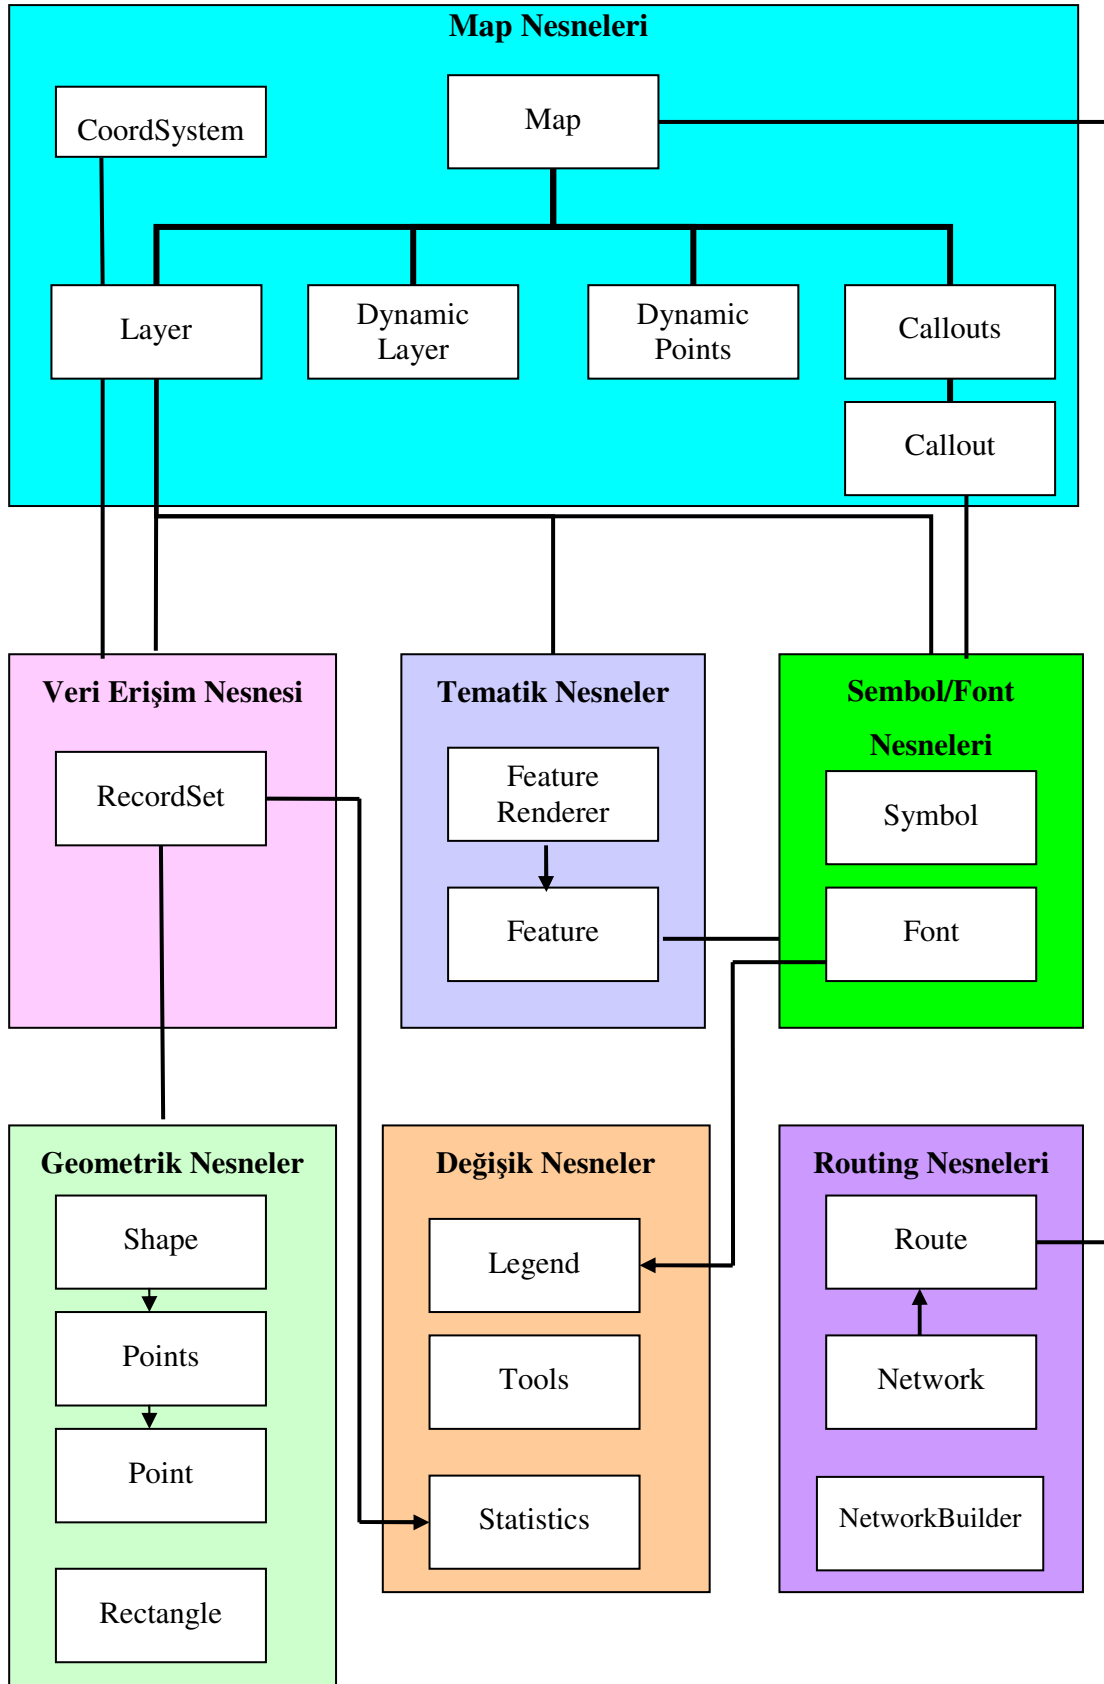 Map Nesneleri
CoordSystem
Map
Layer
Dynamic
Layer
Dynamic
Points
Callouts
Callout
Veri Erişim Nesnesi
RecordSet
Tematik Nesneler
Feature
Renderer
Feature
Sembol/Font
Nesneleri
Symbol
Font
Geometrik Nesneler
Shape
Points
Point
Rectangle
Değişik Nesneler
Legend
Tools
Statistics
Routing Nesneleri
Route
Network
NetworkBuilder